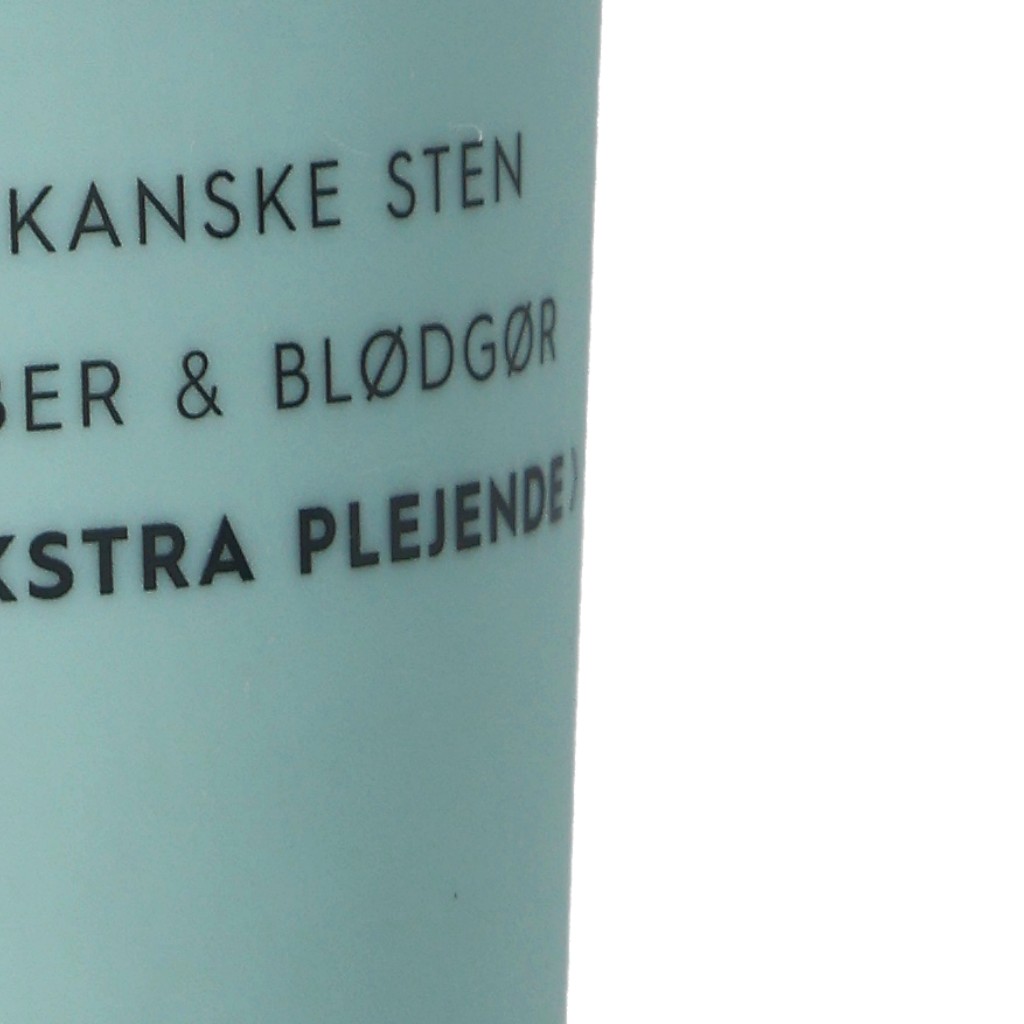 KANSKE STEN
BER & BLØDGØR
KSTRA PLEJENDE